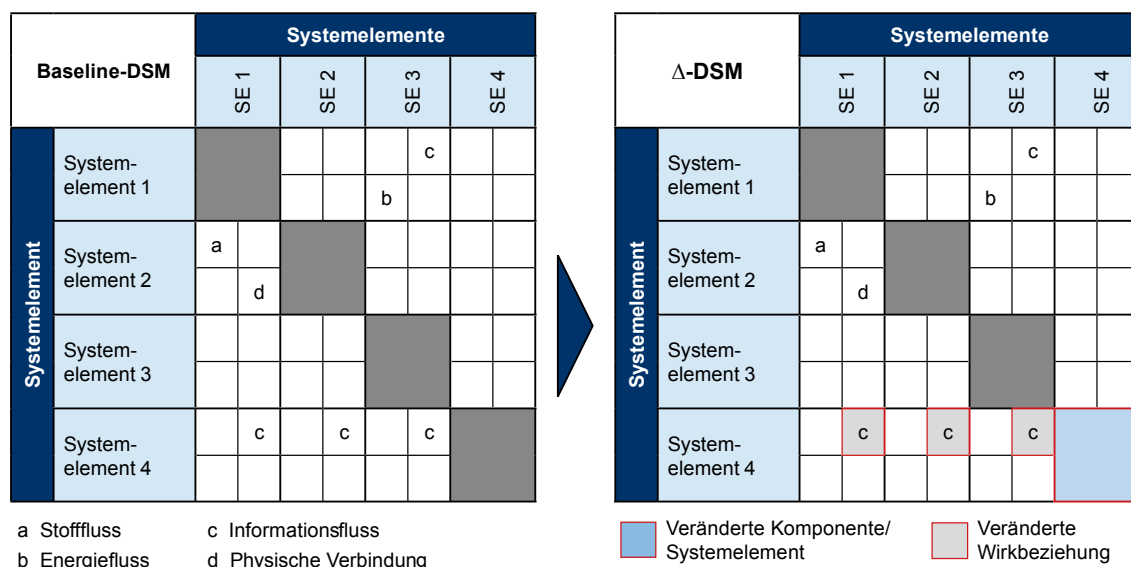 Baseline-DSM
Systemelemente
SE 1
SE 2
SE 3
SE 4
Systemelement
System-
element 1
c
b
System-
element 2
a
d
System-
element 3
System-
element 4
c c c
a Stofffluss
c Informationsfluss
b Energiefluss
d Physische Verbindung
Δ-DSM
Systemelemente
SE 1
SE 2
SE 3
SE 4
Systemelement
System-
element 1
c
b
System-
element 2
a
d
System-
element 3
System-
element 4
c c c
Veränderte Komponente/
Systemelement
Veränderte
Wirkbeziehung